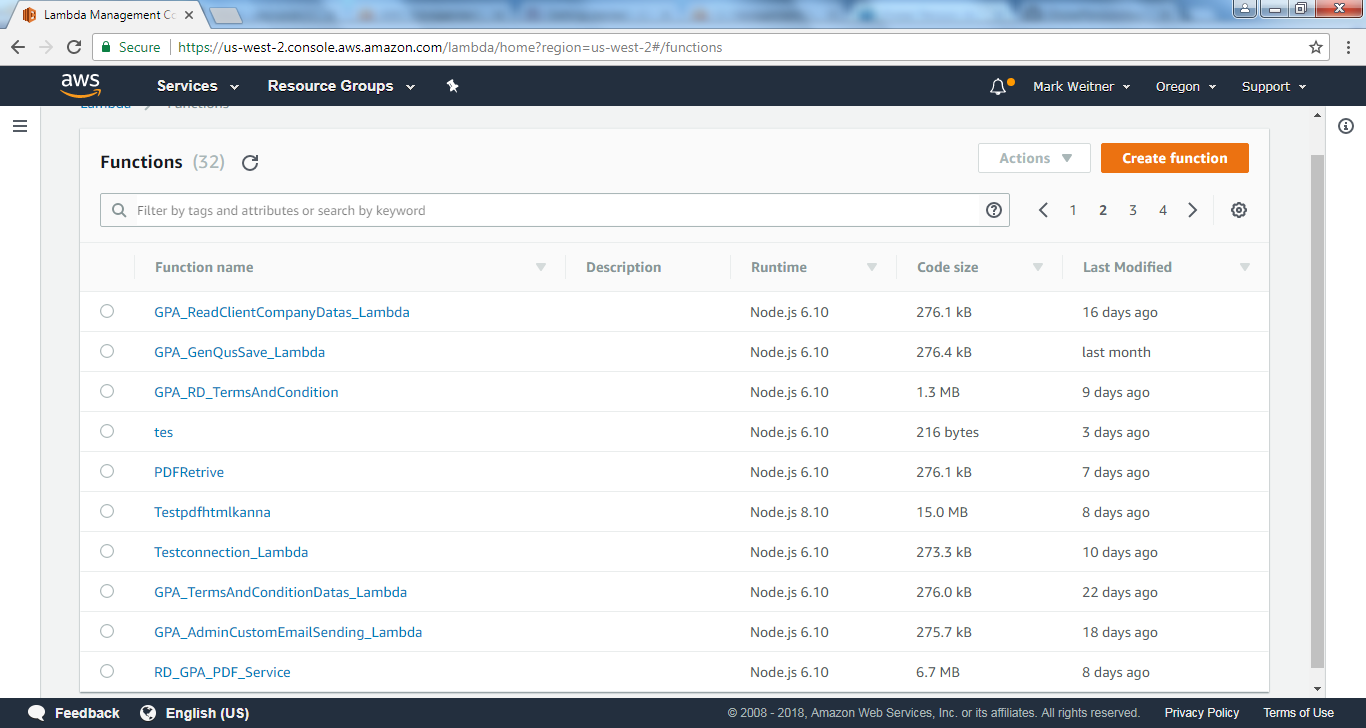 Lambda Management Co
Secure https://us-west-2.console.aws.amazon.com/lambda/home?region=us-west-2#/functions
aws Services Resource Groups Mark Weitner Oregon Support
Lambda Functions
Functions (32) Actions Create function
Filter by tags and attributes or search by keyword 1 2 3 4
Function name Description Runtime Code size Last Modified
GPA_ReadClientCompanyDatas_Lambda Node.js 6.10 276.1 kB 16 days ago
GPA_GenQusSave_Lambda Node.js 6.10 276.4 kB last month
GPA_RD_TermsAndCondition Node.js 6.10 1.3 MB 9 days ago
tes Node.js 6.10 216 bytes 3 days ago
PDFRetrive Node.js 6.10 276.1 kB 7 days ago
Testpdfhtmlkanna Node.js 8.10 15.0 MB 8 days ago
Testconnection_Lambda Node.js 6.10 273.3 kB 10 days ago
GPA_TermsAndConditionDatas_Lambda Node.js 6.10 276.0 kB 22 days ago
GPA_AdminCustomEmailSending_Lambda Node.js 6.10 275.7 kB 18 days ago
RD_GPA_PDF_Service Node.js 6.10 6.7 MB 8 days ago
Feedback English (US) © 2008 - 2018, Amazon Web Services, Inc. or its affiliates. All rights reserved. Privacy Policy Terms of Use